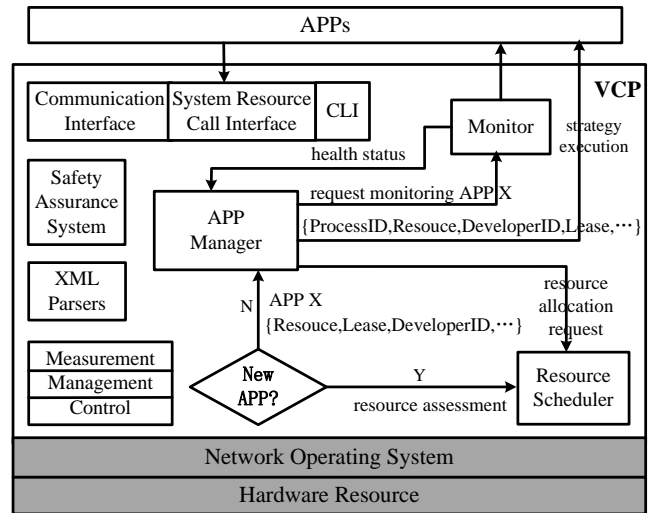 APPs
VCP
Communication
Interface
System Resource
Call Interface
CLI
Monitor
strategy
execution
health status
Safety
Assurance
System
request monitoring APP X
APP
Manager
{ProcessID,Resouce,DeveloperID,Lease,⋯}
XML
Parsers
N
APP X
{Resouce,Lease,DeveloperID,⋯}
resource
allocation
request
Measurement
Management
Control
New
APP?
Y
resource assessment
Resource
Scheduler
Network Operating System
Hardware Resource